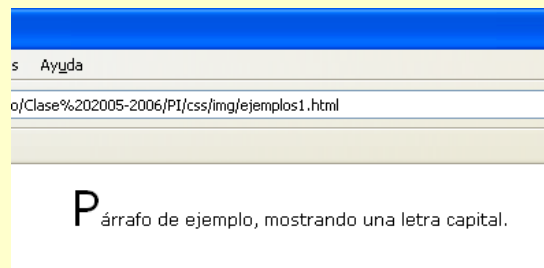 s Ayuda
o/Clase%202005-2006/PI/css/img/ejemplos1.html
Párrafo de ejemplo, mostrando una letra capital.